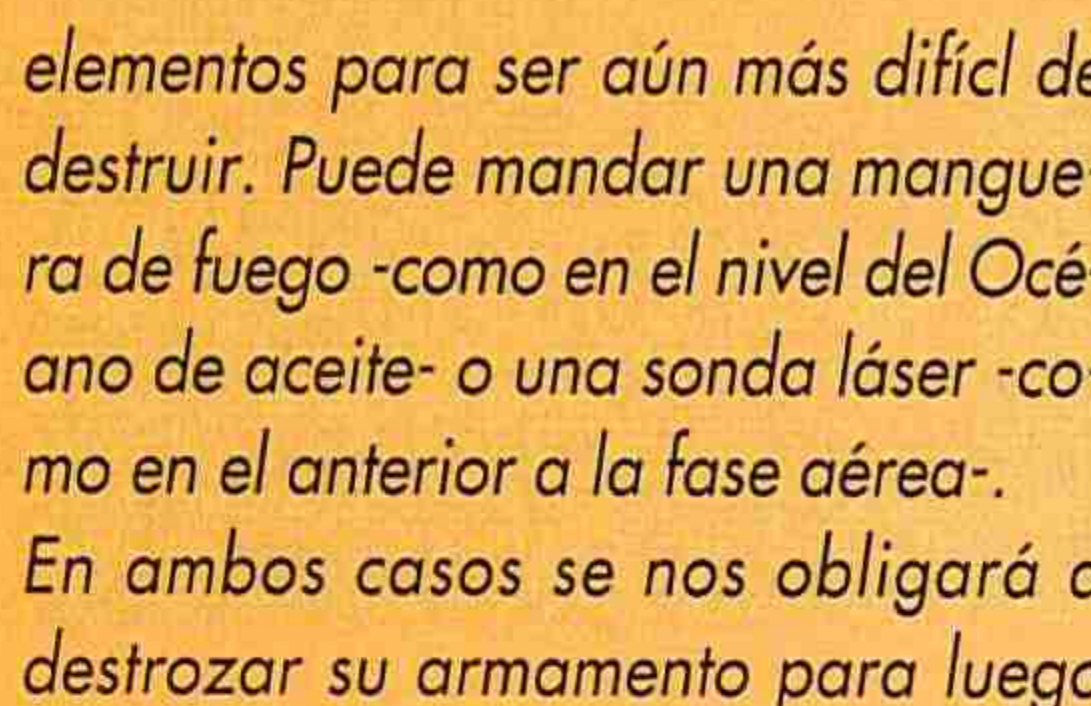 elementos para ser aún más difícl de
destruir. Puede mandar una mangue-
ra de fuego -como en el nivel del Océ-
ano de aceite- o una sonda láser -co-
mo en el anterior a la fase aérea-.
En ambos casos se nos obligará a
destrozar su armamento para luego